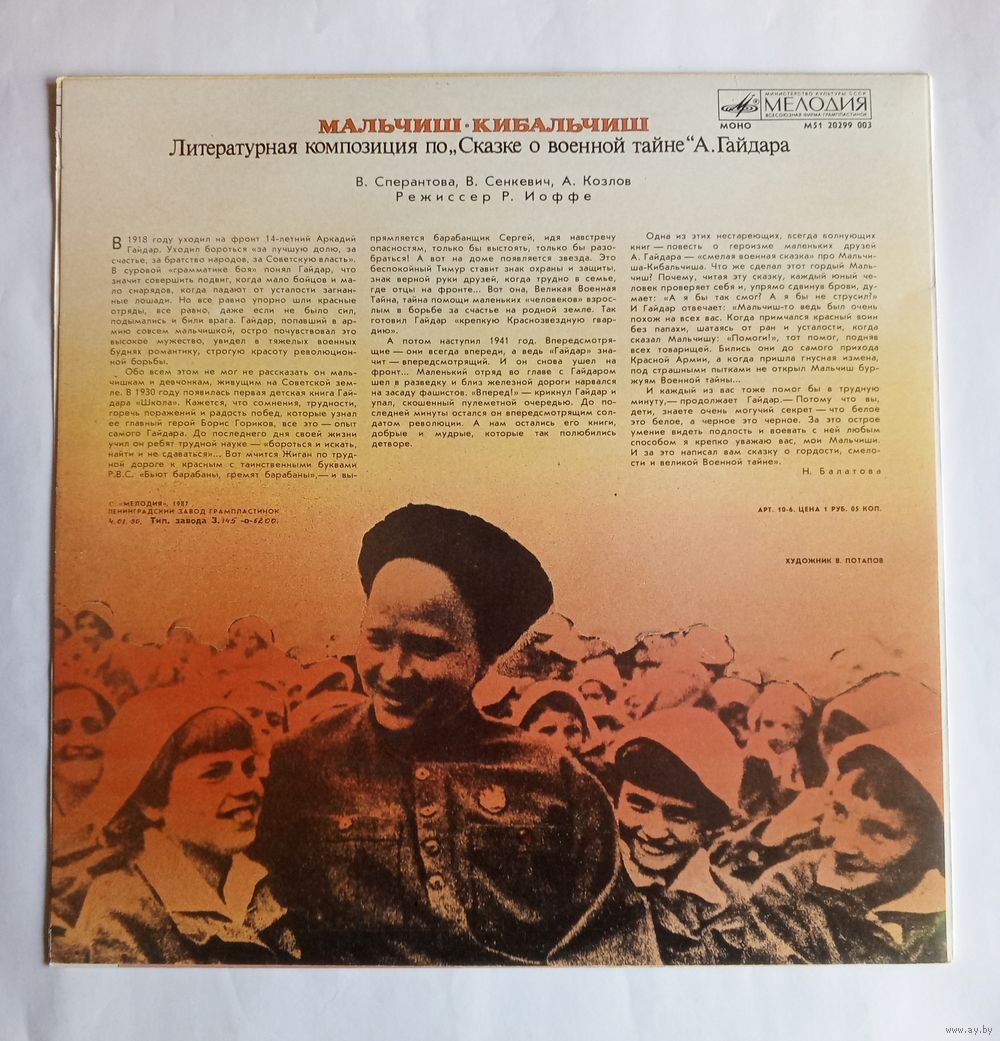 МИНИСТЕРСТВО КУЛЬТУРЫ СССР
МЕЛОДИЯ
ВСЕСОЮЗНАЯ ФИРМА ГРАМПЛАСТИНОК
МОНО
М51 20299 003
МАЛЬЧИШ·КИБАЛЬЧИШ
Литературная композиция по„Сказке о военной тайне“А.Гайдара
В. Сперантова, В. Сенкевич, А. Козлов
Режиссер Р. Иоффе
В 1918 году уходил на фронт 14-летний Аркадий
Гайдар. Уходил бороться «за лучшую долю, за
счастье, за братство народов, за Советскую власть».
В суровой «грамматике боя» понял Гайдар, что
значит совершить подвиг, когда мало бойцов и ма-
ло снарядов, когда падают от усталости загнан-
ные лошади. Но все равно упорно шли красные
отряды, все равно, даже если не было сил,
подымались и били врага. Гайдар, попавший в ар-
мию совсем мальчишкой, остро почувствовал это
высокое мужество, увидел в тяжелых военных
буднях романтику, строгую красоту революцион-
ной борьбы.
Обо всем этом не мог не рассказать он маль-
чишкам и девчонкам, живущим на Советской зем-
ле. В 1930 году появилась первая детская книга Гай-
дара «Школа». Кажется, что сомнения, трудности,
горечь поражений и радость побед, которые узнал
ее главный герой Борис Гориков, все это — опыт
самого Гайдара. До последнего дня своей жизни
учил он ребят трудной науке — «бороться и искать,
найти и не сдаваться»... Вот мчится Жиган по труд-
ной дороге к красным с таинственными буквами
Р.В.С. «Бьют барабаны, гремят барабаны»,— и вы-
прямляется барабанщик Сергей, идя навстречу
опасностям, только бы выстоять, только бы разо-
браться! А вот на доме появляется звезда. Это
беспокойный Тимур ставит знак охраны и защиты,
знак верной руки друзей, когда трудно в семье,
где отцы на фронте... Вот она, Великая Военная
Тайна, тайна помощи маленьких «человеков» взрос-
лым в борьбе за счастье на родной земле. Так
готовил Гайдар «крепкую Краснозвездную гвар-
дию».
А потом наступил 1941 год. Впередсмотря-
щие — они всегда впереди, а ведь «Гайдар» зна-
чит — впередсмотрящий. И он снова ушел на
фронт... Маленький отряд во главе с Гайдаром
шел в разведку и близ железной дороги нарвался
на засаду фашистов. «Вперед!» — крикнул Гайдар и
упал, скошенный пулеметной очередью. До по-
следней минуты остался он впередсмотрящим сол-
датом революции. А нам остались его книги,
добрые и мудрые, которые так полюбились
детворе.
Одна из этих нестареющих, всегда волнующих
книг — повесть о героизме маленьких друзей
А. Гайдара — «смелая военная сказка» про Мальчи-
ша-Кибальчиша. Что же сделал этот гордый Маль-
чиш? Почему, читая эту сказку, каждый юный че-
ловек проверяет себя и, упрямо сдвинув брови, ду-
мает: «А я бы так смог? А я бы не струсил?»
И Гайдар отвечает: «Мальчиш-то ведь был очень
похож на всех вас. Когда примчался красный воин
без папахи, шатаясь от ран и усталости, когда
сказал Мальчишу: «Помоги!», тот помог, подняв
всех товарищей. Бились они до самого прихода
Красной Армии, а когда пришла гнусная измена,
под страшными пытками не открыл Мальчиш бур-
жуям Военной тайны...
И каждый из вас тоже помог бы в трудную
минуту,— продолжает Гайдар.— Потому что вы,
дети, знаете очень могучий секрет — что белое
это белое, а черное это черное. За это острое
умение видеть подлость и воевать с ней любым
способом я крепко уважаю вас, мои Мальчиши.
И за это написал вам сказку о гордости, смело-
сти и великой Военной тайне».
Н. Балатова
© «МЕЛОДИЯ», 1987
ЛЕНИНГРАДСКИЙ ЗАВОД ГРАМПЛАСТИНОК
4.01.90. Тип. завода З.145 -о-5200.
АРТ. 10-6. ЦЕНА 1 РУБ. 05 КОП.
ХУДОЖНИК В. ПОТАПОВ
www.ay.by